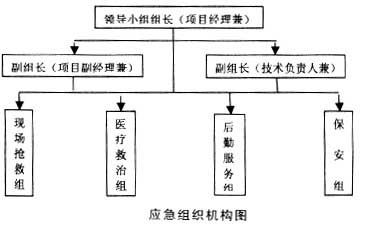 领导小组组长（项目经理兼）
副组长（项目副经理兼）
副组长（技术负责人兼）
现场抢救组
医疗救治组
后勤服务组
保安组
应急组织机构图